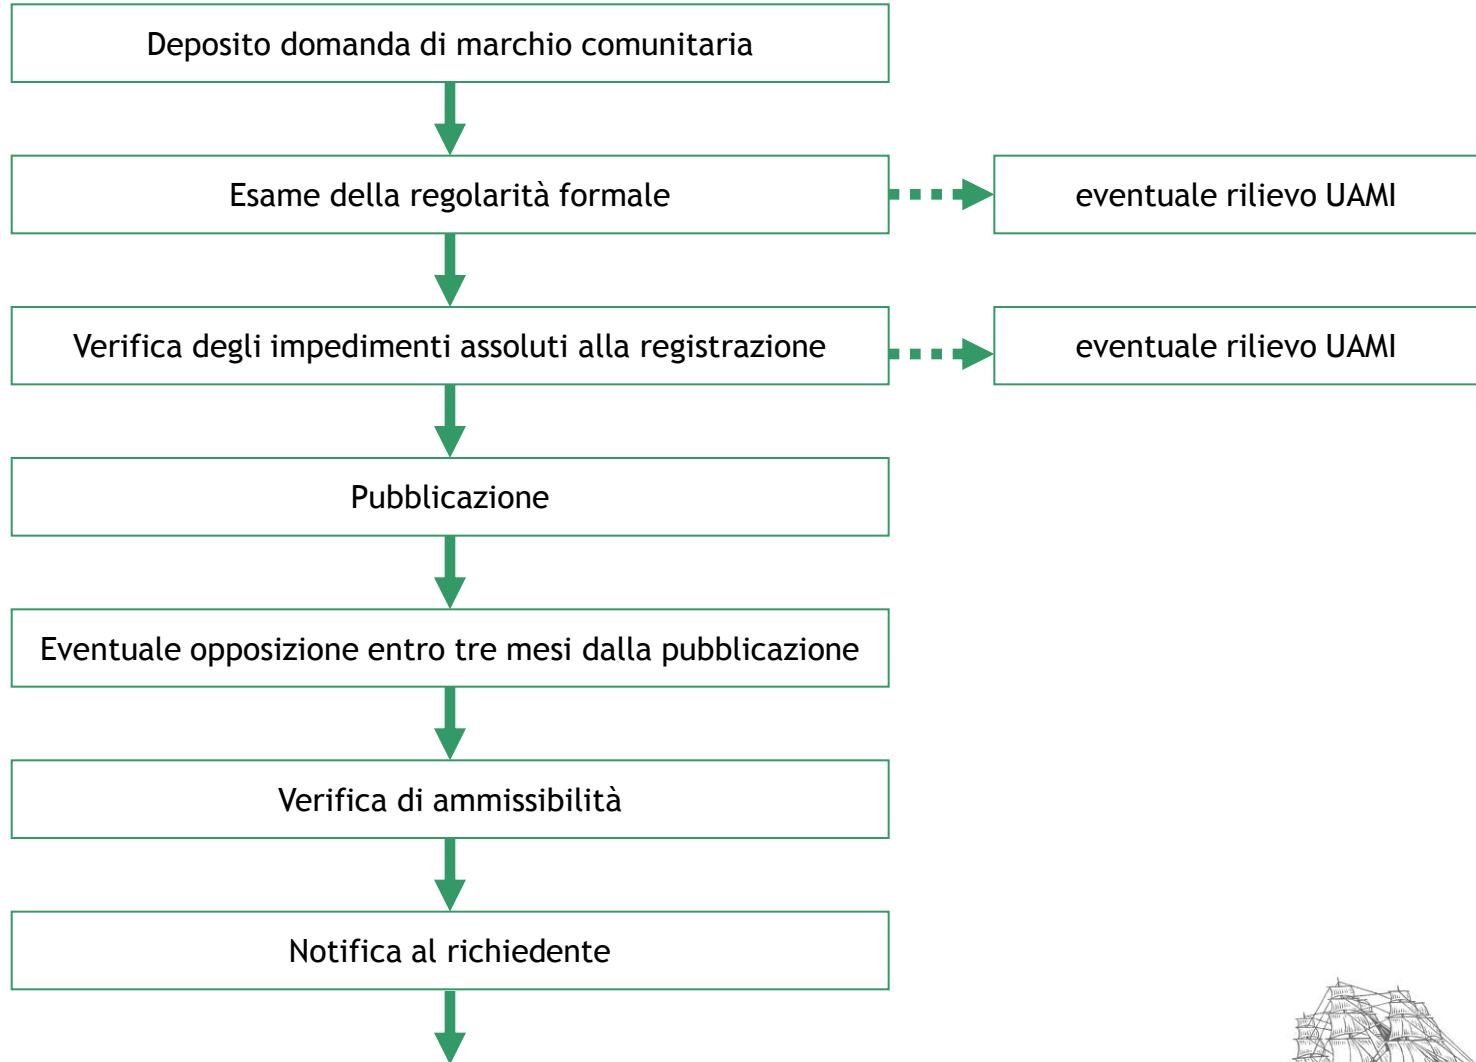 Deposito domanda di marchio comunitaria
Esame della regolarità formale
eventuale rilievo UAMI
Verifica degli impedimenti assoluti alla registrazione
eventuale rilievo UAMI
Pubblicazione
Eventuale opposizione entro tre mesi dalla pubblicazione
Verifica di ammissibilità
Notifica al richiedente